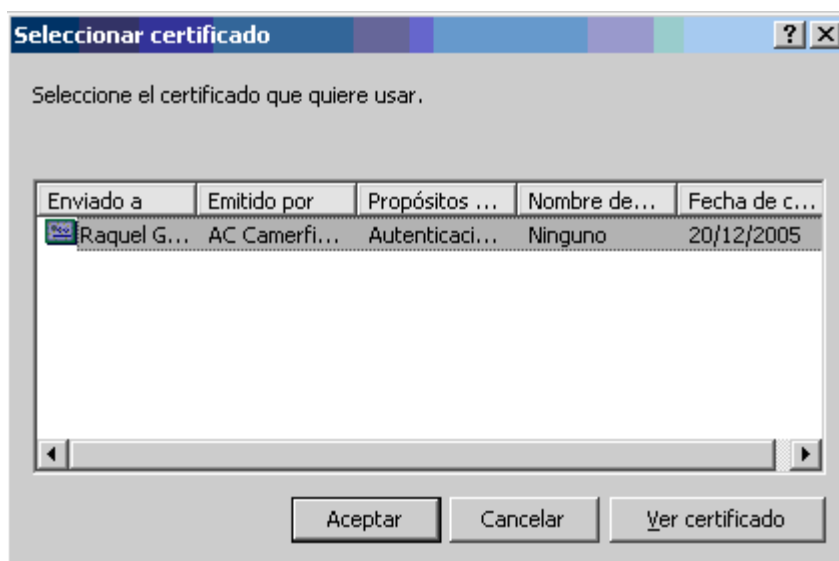 Seleccionar certificado
Seleccione el certificado que quiere usar.
Enviado a Emitido por Propósitos ... Nombre de... Fecha de c...
Raquel G... AC Camerfi... Autenticaci... Ninguno 20/12/2005
Aceptar Cancelar Ver certificado